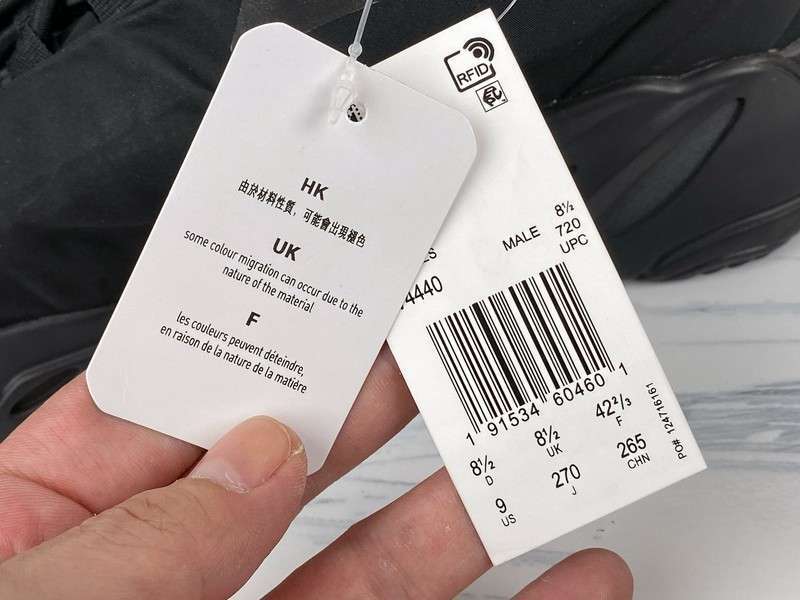 HK
由於材料性質，可能會出現褪色
UK
some colour migration can occur due to the
nature of the material
F
les couleurs peuvent déteindre,
en raison de la nature de la matière
RFID
MALE
8½
720
UPC
4440
1 91534 60460 1
8½
D
8½
UK
42²/³
F
9
US
270
J
265
CHN
PO# 12471616​1